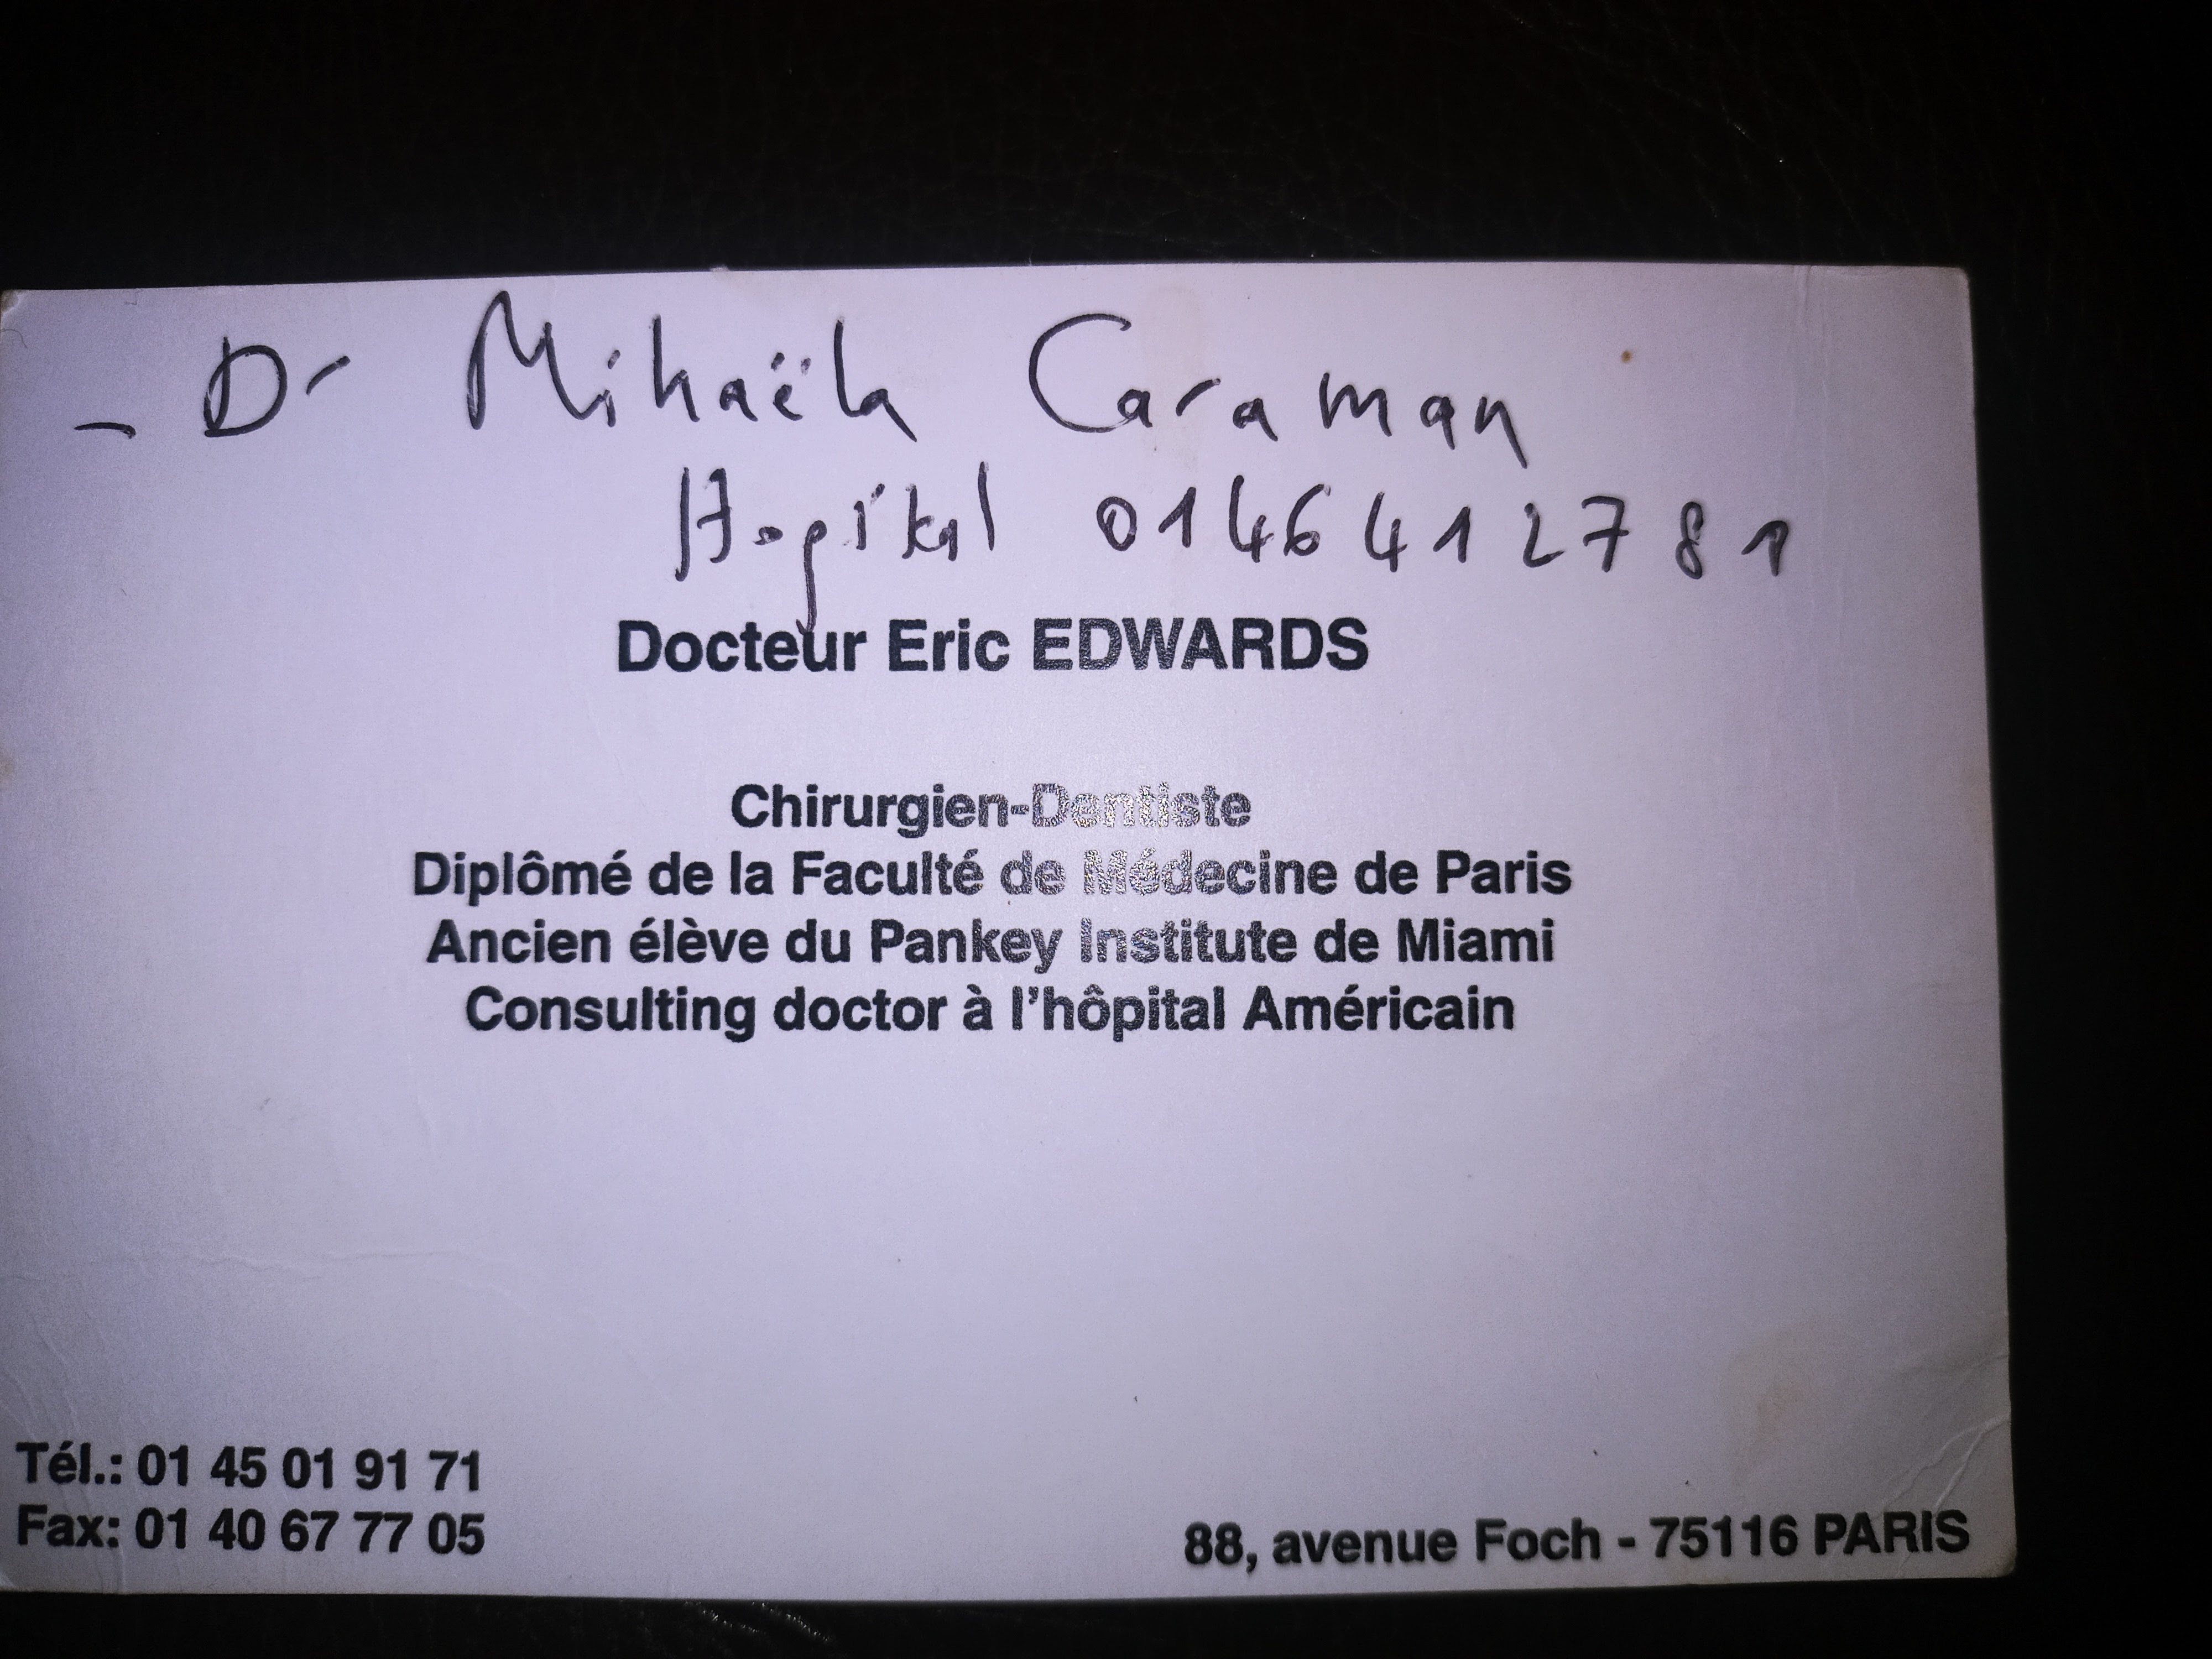 - Dr Mihaëla Caraman
Hopital 0146412781
Docteur Eric EDWARDS
Chirurgien-Dentiste
Diplômé de la Faculté de Médecine de Paris
Ancien élève du Pankey Institute de Miami
Consulting doctor à l'hôpital Américain
Tél.: 01 45 01 91 71
Fax: 01 40 67 77 05
88, avenue Foch - 75116 PARIS